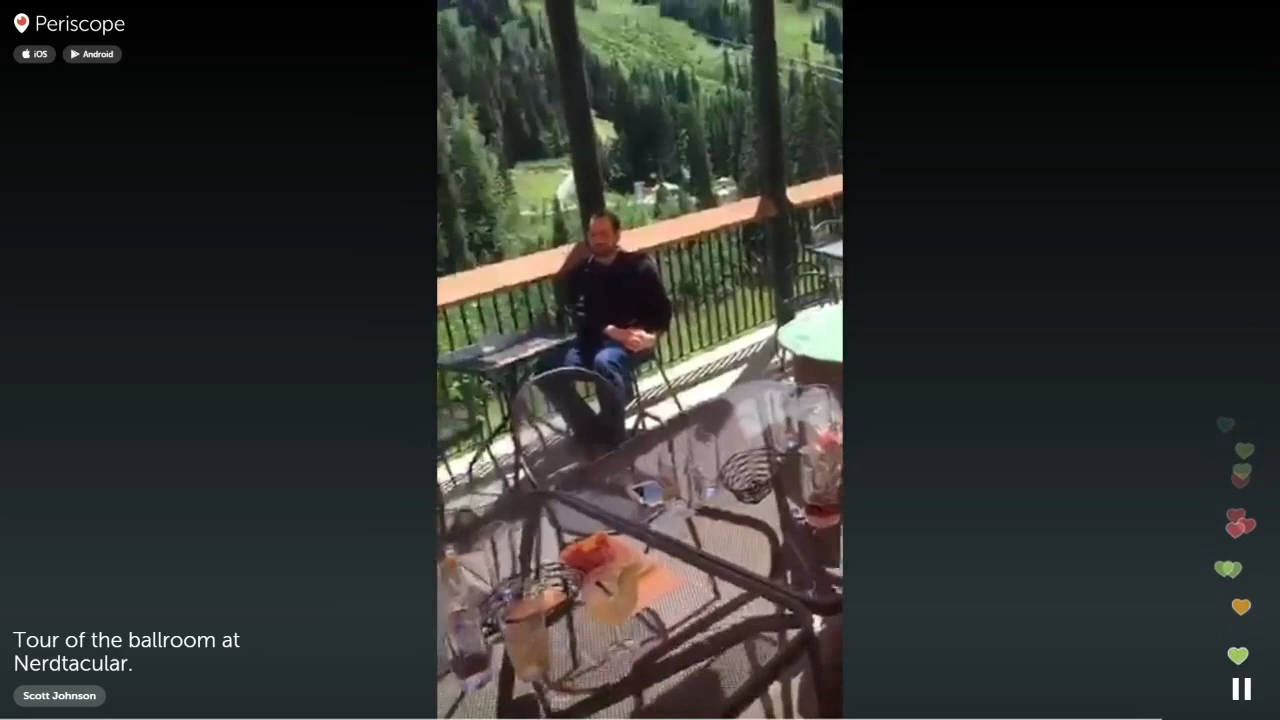 Periscope
iOS
Android
Tour of the ballroom at
Nerdtacular.
Scott Johnson